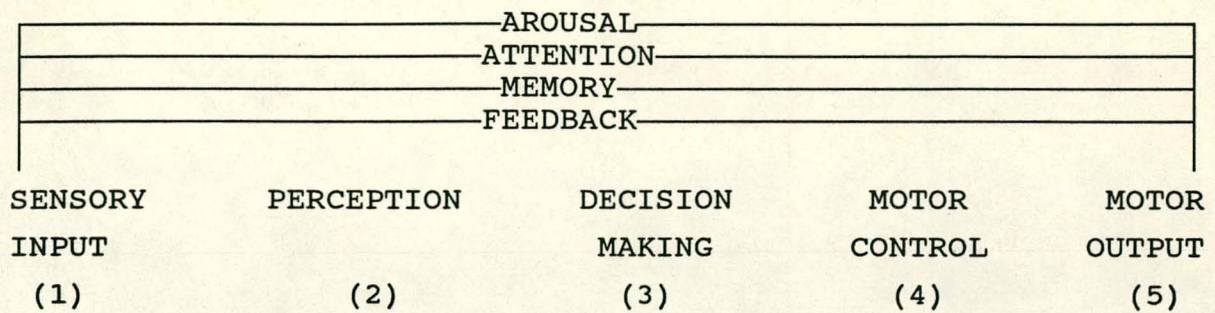 AROUSAL
ATTENTION
MEMORY
FEEDBACK
SENSORY PERCEPTION DECISION MOTOR MOTOR
INPUT MAKING CONTROL OUTPUT
(1) (2) (3) (4) (5)